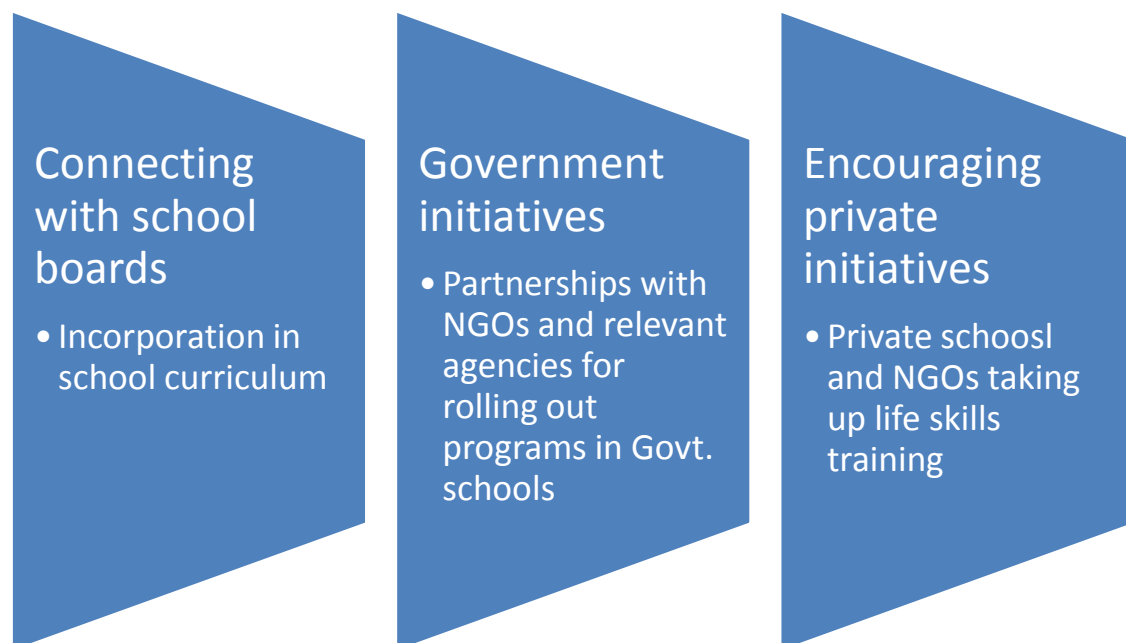 Connecting
with school
boards
• Incorporation in
school curriculum
Government
initiatives
• Partnerships with
NGOs and relevant
agencies for
rolling out
programs in Govt.
schools
Encouraging
private
initiatives
• Private schoosl
and NGOs taking
up life skills
training